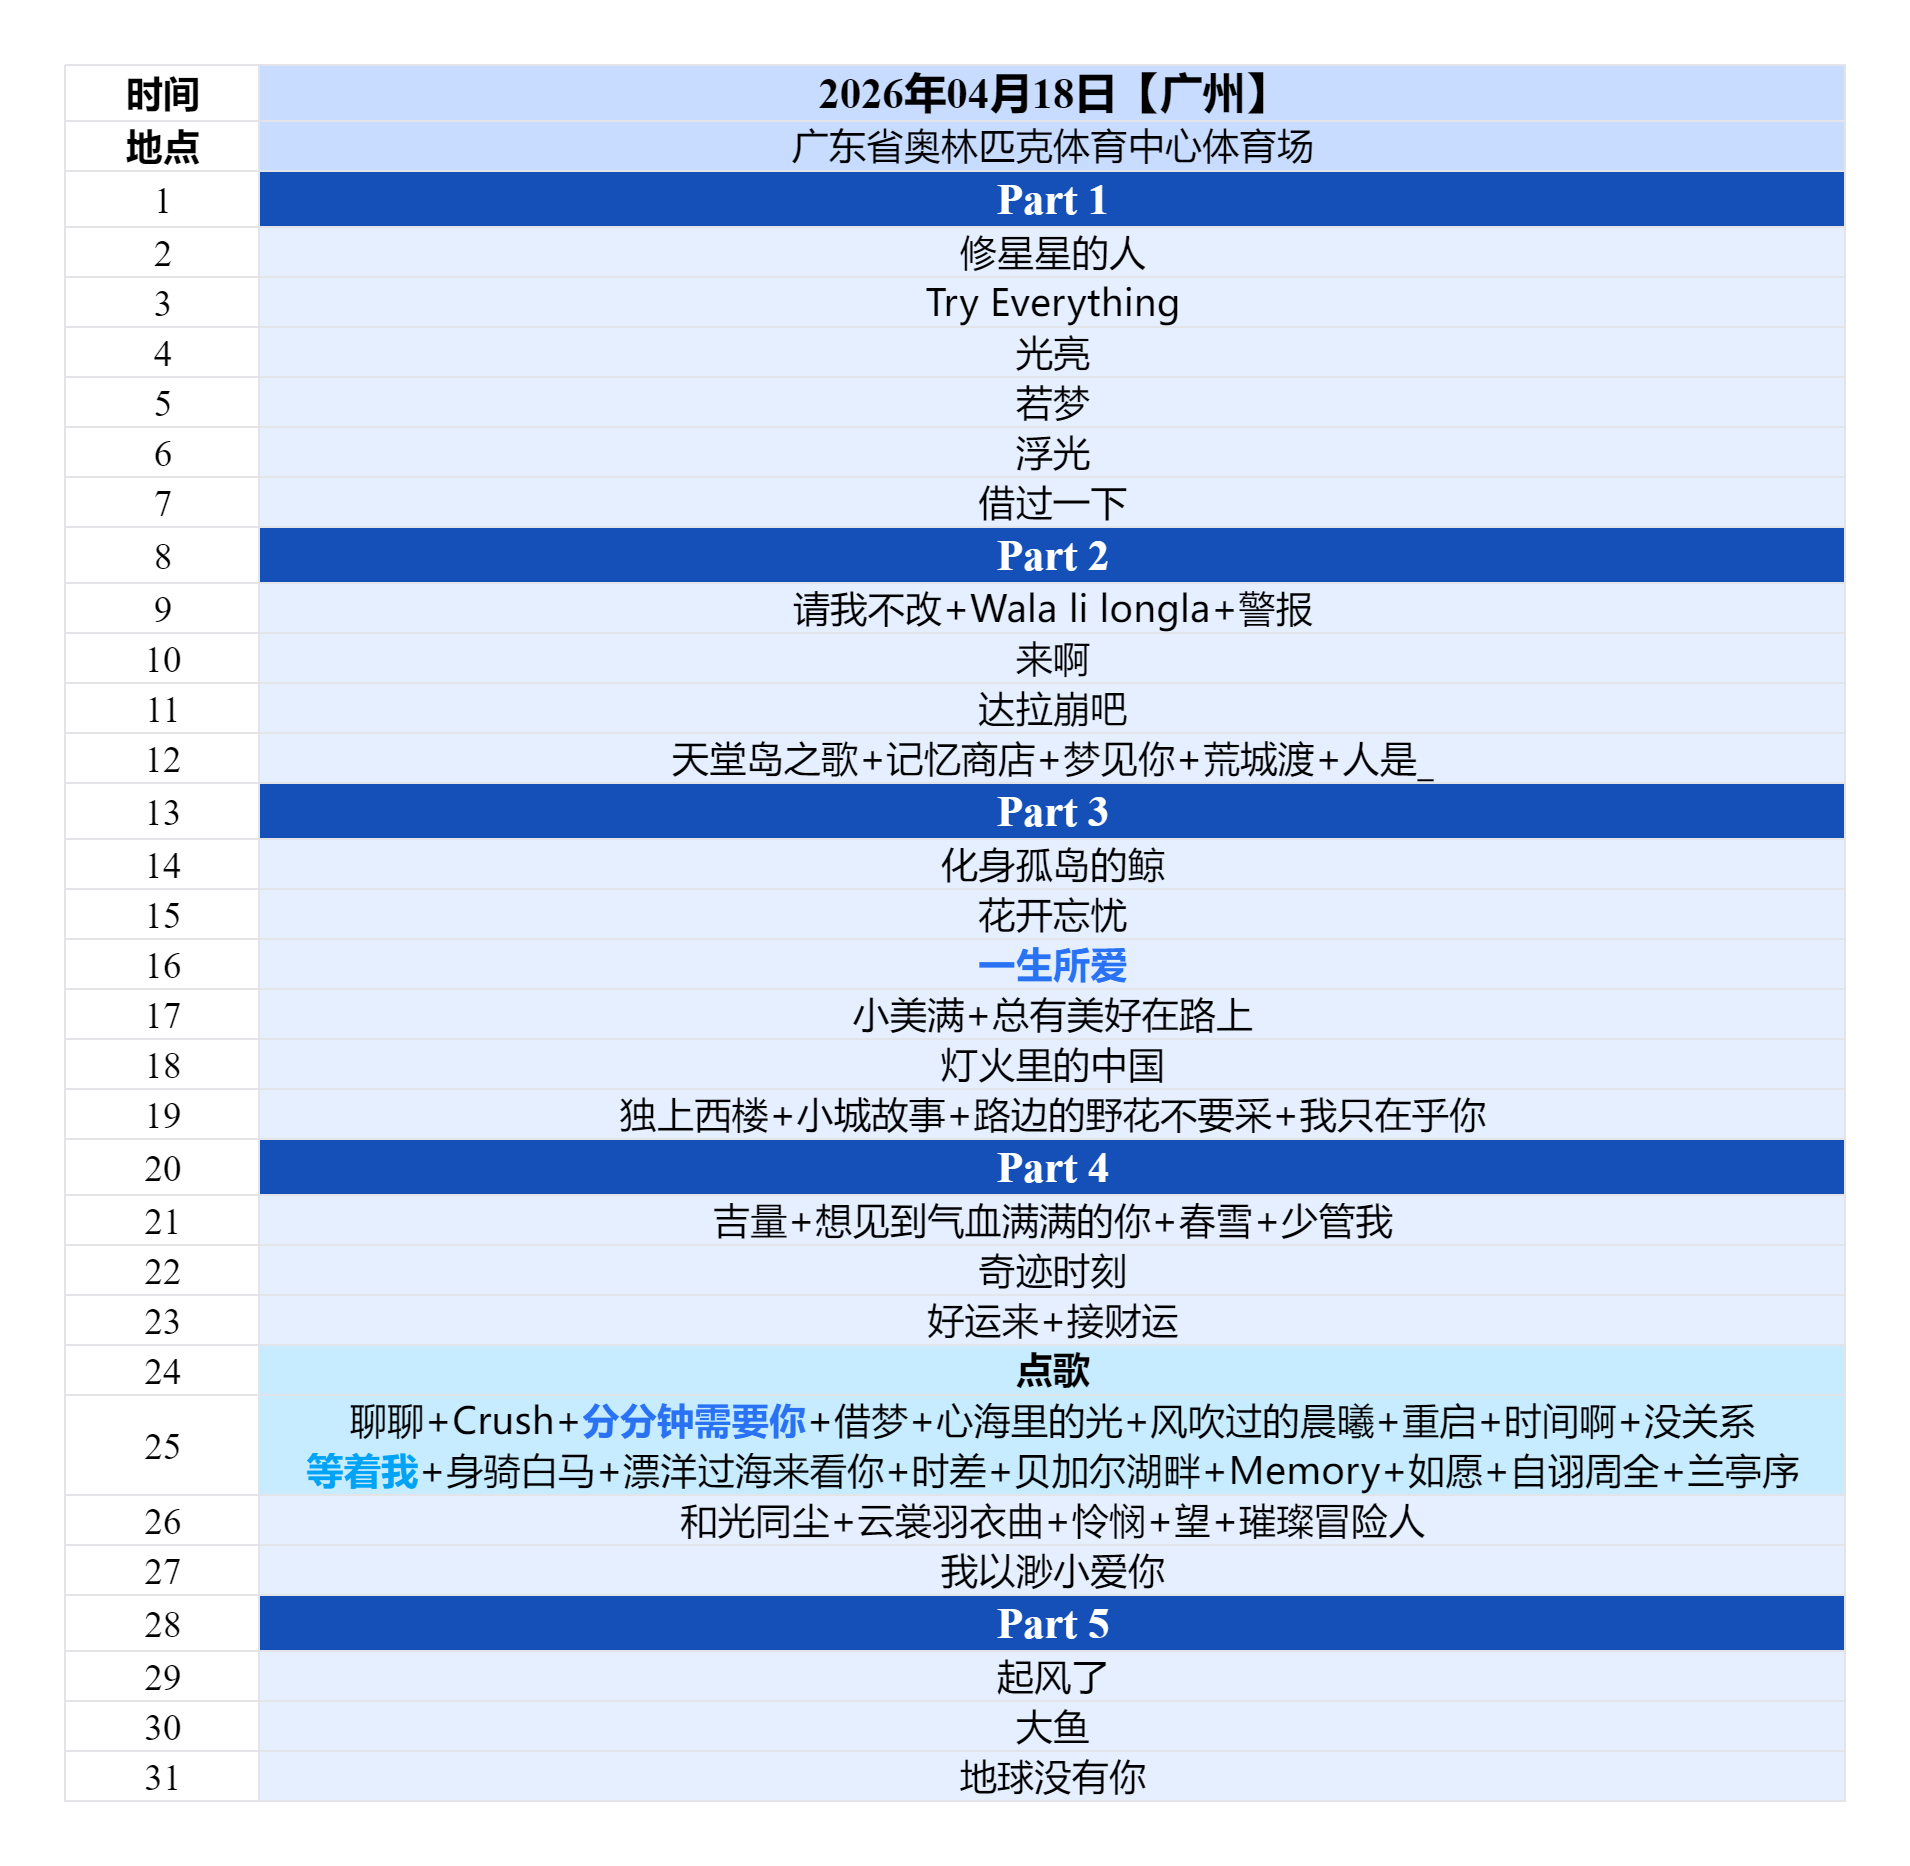 时间 2026年04月18日【广州】
地点 广东省奥林匹克体育中心体育场
1 Part 1
2 修星星的人
3 Try Everything
4 光亮
5 若梦
6 浮光
7 借过一下
8 Part 2
9 请我不改+Wala li longla+警报
10 来啊
11 达拉崩吧
12 天堂岛之歌+记忆商店+梦见你+荒城渡+人是_
13 Part 3
14 化身孤岛的鲸
15 花开忘忧
16 一生所爱
17 小美满+总有美好在路上
18 灯火里的中国
19 独上西楼+小城故事+路边的野花不要采+我只在乎你
20 Part 4
21 吉量+想见到气血满满的你+春雪+少管我
22 奇迹时刻
23 好运来+接财运
24 点歌
25 聊聊+Crush+分分钟需要你+借梦+心海里的光+风吹过的晨曦+重启+时间啊+没关系
等着我+身骑白马+漂洋过海来看你+时差+贝加尔湖畔+Memory+如愿+自诩周全+兰亭序
26 和光同尘+云裳羽衣曲+怜悯+望+璀璨冒险人
27 我以渺小爱你
28 Part 5
29 起风了
30 大鱼
31 地球没有你